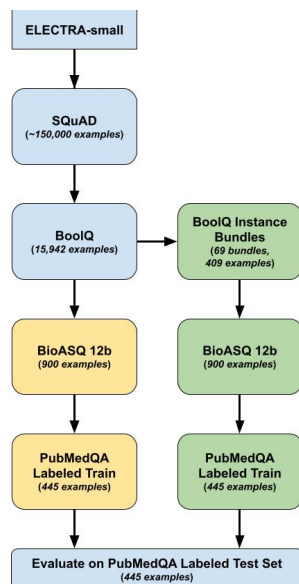 ELECTRA-small
SQuAD
(~150,000 examples)
BoolQ
(15,942 examples)
BoolQ Instance
Bundles
(69 bundles,
409 examples)
BioASQ 12b
(900 examples)
BioASQ 12b
(900 examples)
PubMedQA
Labeled Train
(445 examples)
PubMedQA
Labeled Train
(445 examples)
Evaluate on PubMedQA Labeled Test Set
(445 examples)